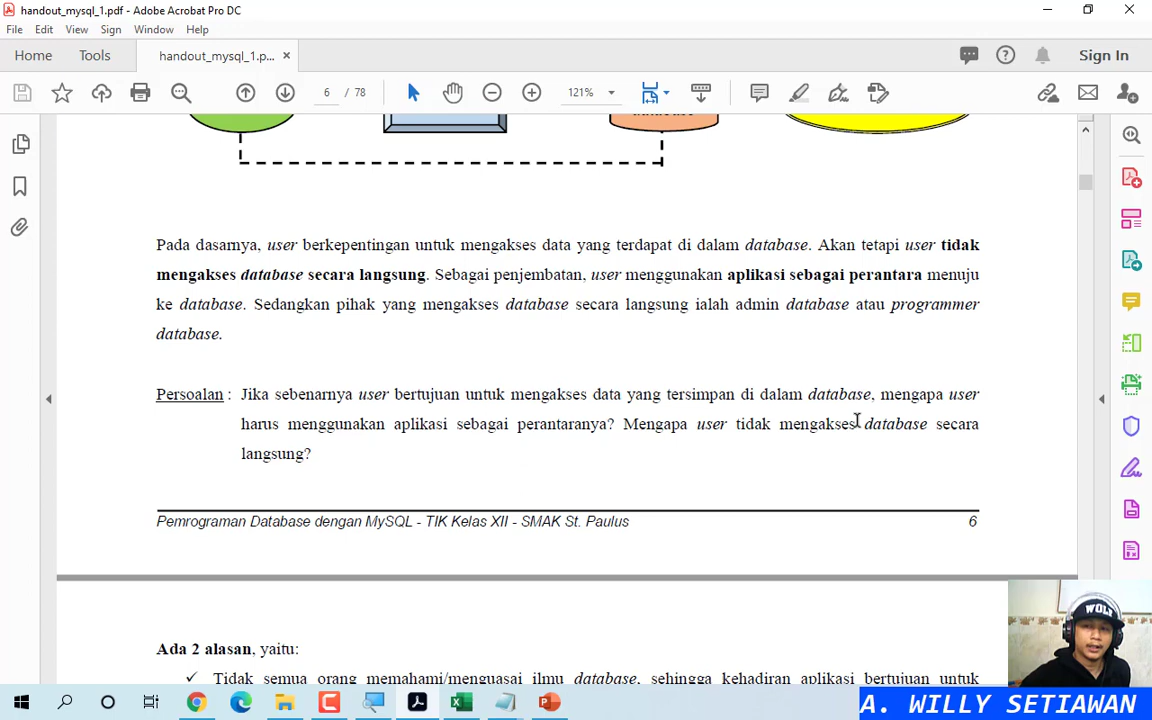 handout_mysql_1.pdf - Adobe Acrobat Pro DC
File Edit View Sign Window Help
Home Tools handout_mysql_1.p... × Sign In
6 / 78 121%
Pada dasarnya, user berkepentingan untuk mengakses data yang terdapat di dalam database. Akan tetapi user tidak
mengakses database secara langsung. Sebagai penjembatan, user menggunakan aplikasi sebagai perantara menuju
ke database. Sedangkan pihak yang mengakses database secara langsung ialah admin database atau programmer
database.
Persoalan : Jika sebenarnya user bertujuan untuk mengakses data yang tersimpan di dalam database, mengapa user
harus menggunakan aplikasi sebagai perantaranya? Mengapa user tidak mengakses database secara
langsung?
Pemrograman Database dengan MySQL - TIK Kelas XII - SMAK St. Paulus 6
Ada 2 alasan, yaitu:
✓ Tidak semua orang memahami/menguasai ilmu database, sehingga kehadiran aplikasi bertujuan untuk
WOLF
A. WILLY SETIAWAN